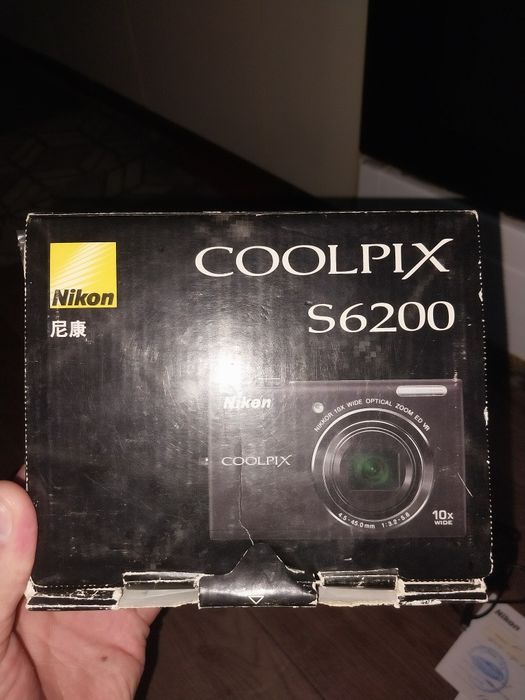 COOLPIX
Nikon
尼康
S6200
Nikon
NIKKOR 10X WIDE OPTICAL ZOOM ED VR
COOLPIX
4.5-45.0mm 1:3.2-5.8
10x
WIDE
Nikon